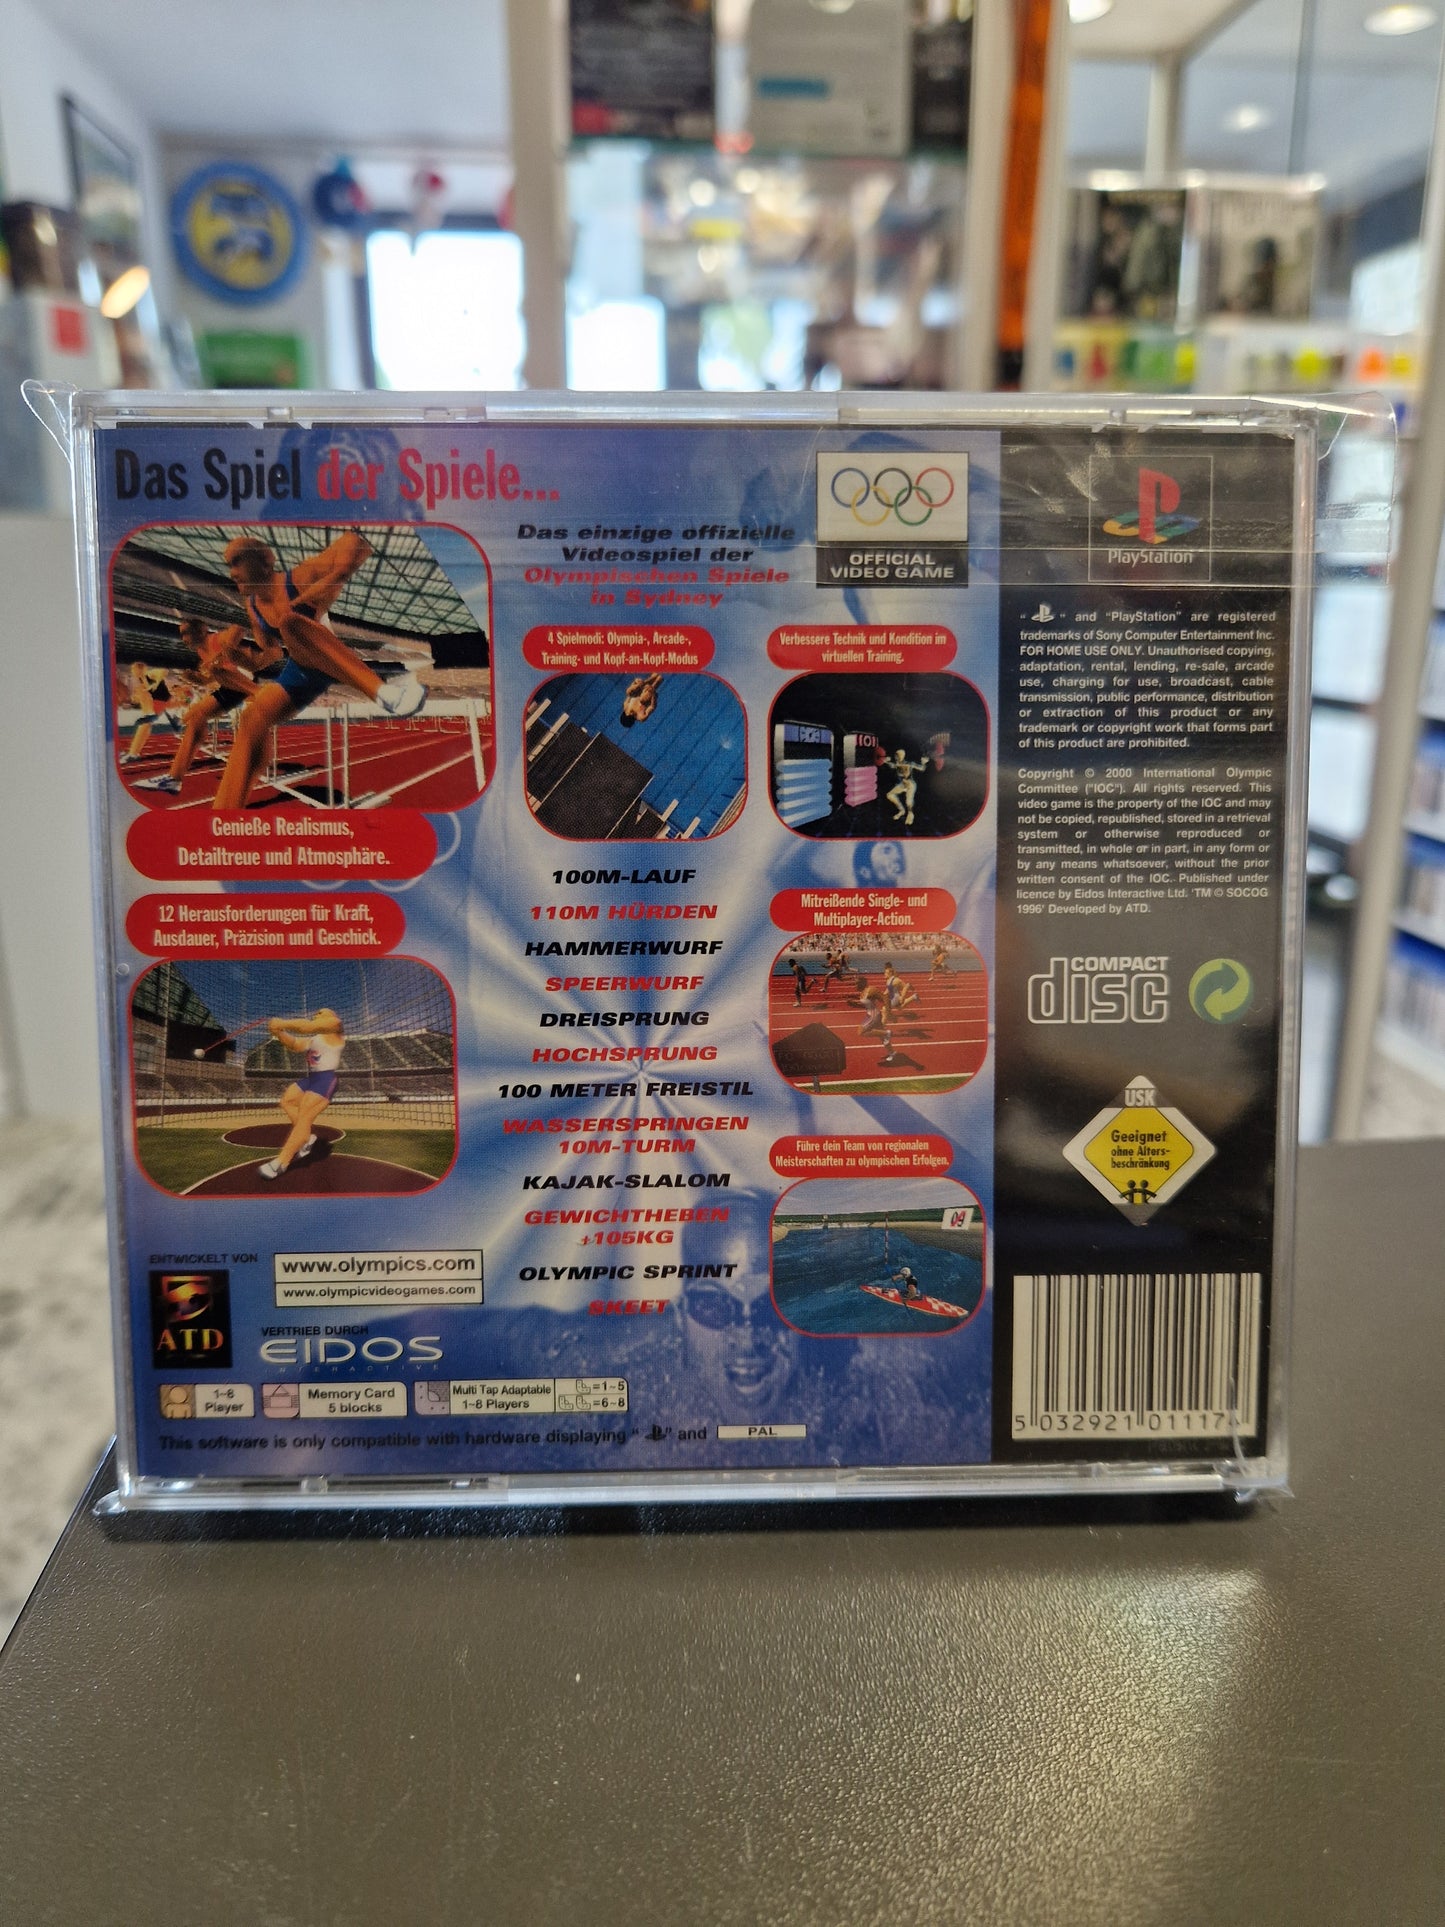 Das Spiel der Spiele...
Das einzige offizielle
Videospiel der
Olympischen Spiele
in Sydney
OFFICIAL
VIDEO GAME
4 Spielmodi: Olympia-, Arcade-,
Training- und Kopf-an-Kopf-Modus
Verbessere Technik und Kondition im
virtuellen Training.
Genieße Realismus,
Detailtreue und Atmosphäre.
12 Herausforderungen für Kraft,
Ausdauer, Präzision und Geschick.
100M-LAUF
110M HÜRDEN
HAMMERWURF
SPEERWURF
DREISPRUNG
HOCHSPRUNG
100 METER FREISTIL
WASSERSPRINGEN
10M-TURM
KAJAK-SLALOM
GEWICHTHEBEN
+105KG
OLYMPIC SPRINT
SKEET
Mitreißende Single- und
Multiplayer-Action.
Führe dein Team von regionalen
Meisterschaften zu olympischen Erfolgen.
09
ENTWICKELT VON
ATD
www.olympics.com
www.olympicvideogames.com
VERTRIEB DURCH
EIDOS
INTERACTIVE
1~8
Player
Memory Card
5 blocks
Multi Tap Adaptable
1~8 Players
=1~5
=6~8
This software is only compatible with hardware displaying " " and PAL
PlayStation
" " and "PlayStation" are registered
trademarks of Sony Computer Entertainment Inc.
FOR HOME USE ONLY. Unauthorised copying,
adaptation, rental, lending, re-sale, arcade
use, charging for use, broadcast, cable
transmission, public performance, distribution
or extraction of this product or any
trademark or copyright work that forms part
of this product are prohibited.
Copyright © 2000 International Olympic
Committee ("IOC"). All rights reserved. This
video game is the property of the IOC and may
not be copied, republished, stored in a retrieval
system or otherwise reproduced or
transmitted, in whole or in part, in any form or
by any means whatsoever, without the prior
written consent of the IOC. Published under
licence by Eidos Interactive Ltd. 'TM © SOCOG
1996' Developed by ATD.
COMPACT
disc
USK
Geeignet
ohne Alters-
beschränkung
5 032921 011174